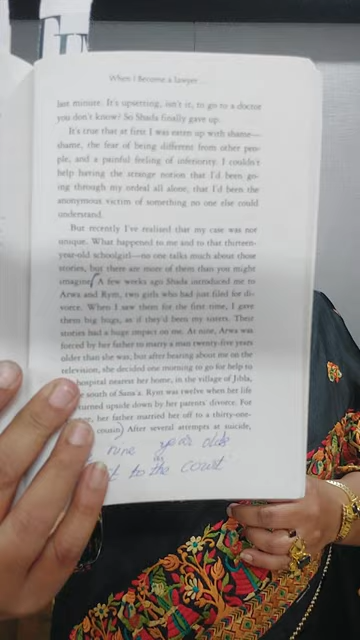 When I Become a Lawyer . . .
last minute. It's upsetting, isn't it, to go to a doctor
you don't know? So Shada finally gave up.
It's true that at first I was eaten up with shame—
shame, the fear of being different from other peo-
ple, and a painful feeling of inferiority. I couldn't
help having the strange notion that I'd been go-
ing through my ordeal all alone, that I'd been the
anonymous victim of something no one else could
understand.
But recently I've realised that my case was not
unique. What happened to me and to that thirteen-
year-old schoolgirl—no one talks much about those
stories, but there are more of them than you might
imagine. A few weeks ago Shada introduced me to
Arwa and Rym, two girls who had just filed for di-
vorce. When I saw them for the first time, I gave
them big hugs, as if they'd been my sisters. Their
stories had a huge impact on me. At nine, Arwa was
forced by her father to marry a man twenty-five years
older than she was, but after hearing about me on the
television, she decided one morning to go for help to
hospital nearest her home, in the village of Jibla,
south of Sana'a. Rym was twelve when her life
turned upside down by her parents' divorce. For
her father married her off to a thirty-one-
cousin) After several attempts at suicide,
nine years olds
to the court